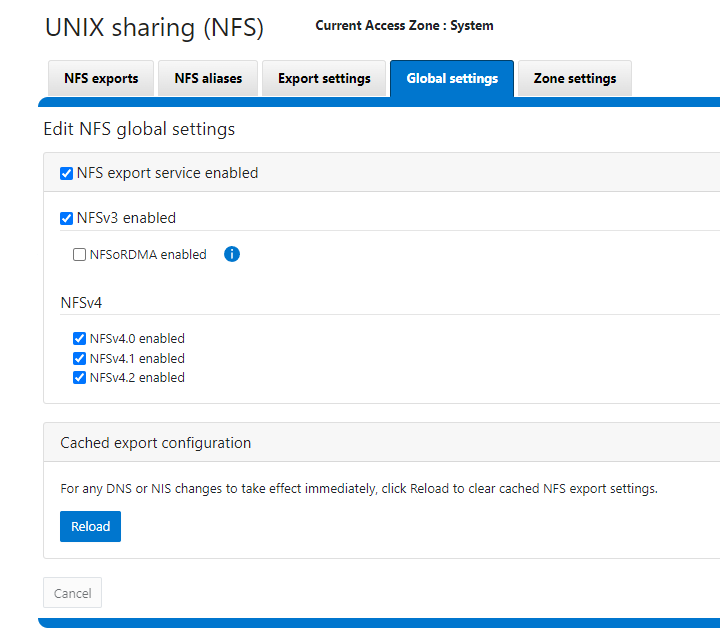 UNIX sharing (NFS)
Current Access Zone : System
NFS exports
NFS aliases
Export settings
Global settings
Zone settings
Edit NFS global settings
NFS export service enabled
NFSv3 enabled
NFSoRDMA enabled
NFSv4
NFSv4.0 enabled
NFSv4.1 enabled
NFSv4.2 enabled
Cached export configuration
For any DNS or NIS changes to take effect immediately, click Reload to clear cached NFS export settings.
Reload
Cancel